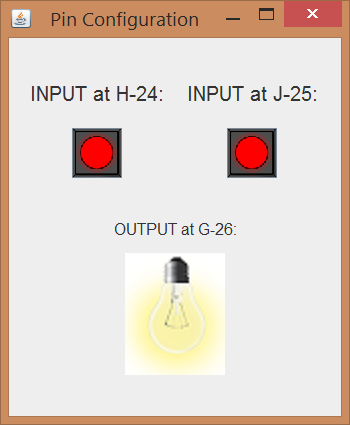 Pin Configuration
INPUT at H-24: INPUT at J-25:
OUTPUT at G-26: